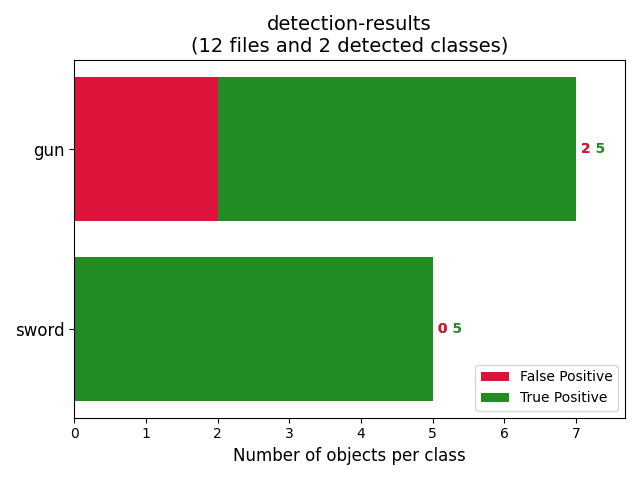 detection-results
(12 files and 2 detected classes)
gun
2 5
sword
0 5
False Positive
True Positive
0 1 2 3 4 5 6 7
Number of objects per class